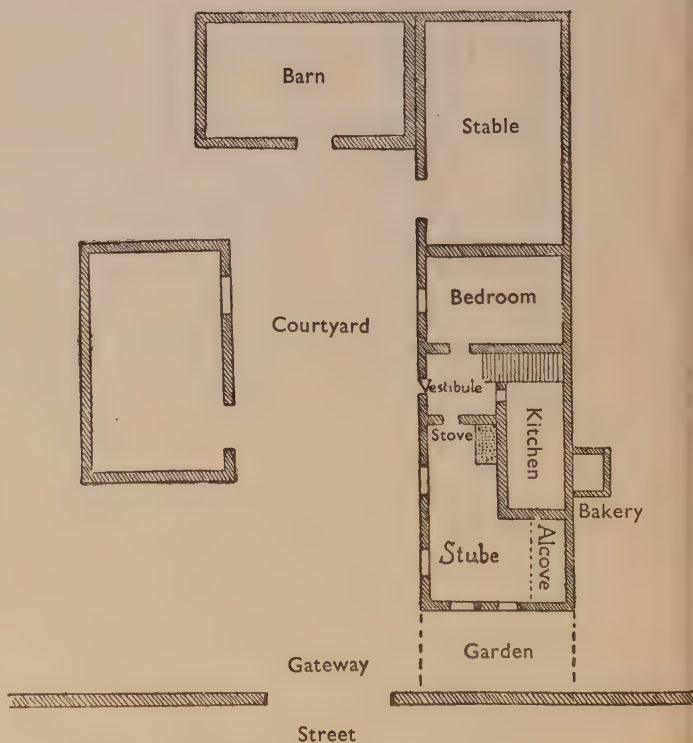 Barn
Stable
Bedroom
Courtyard
Vestibule
Stove
Kitchen
Bakery
Alcove
Stube
Garden
Gateway
Street